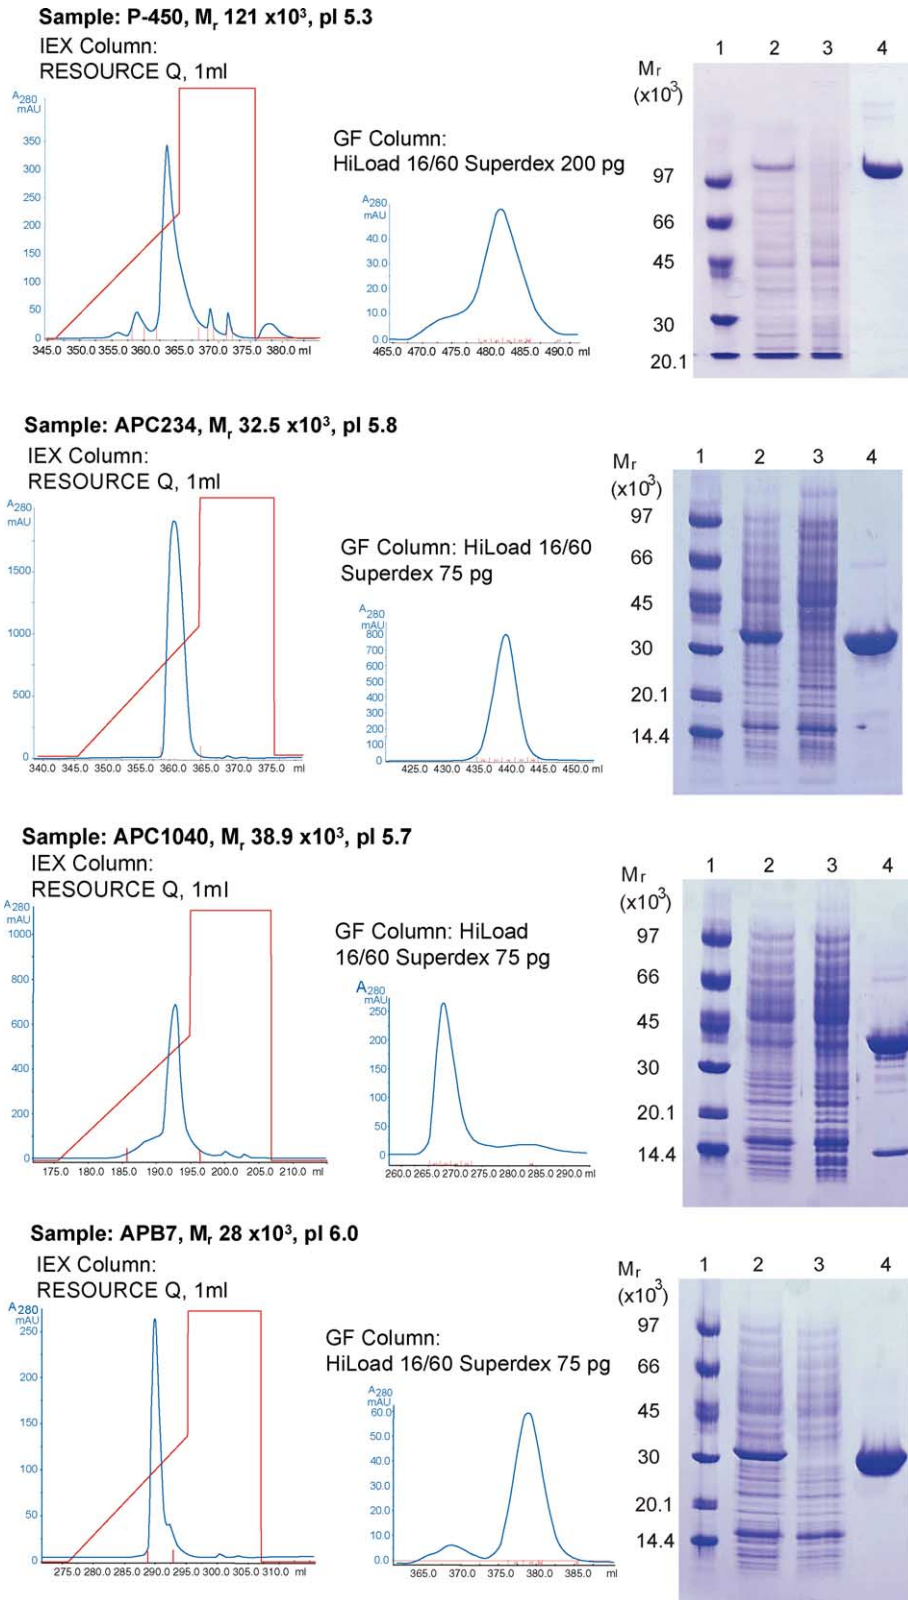 Sample: P-450, Mr 121 x10³, pI 5.3
IEX Column:
RESOURCE Q, 1ml
A280
mAU
350
300
250
200
150
100
50
0
345.0 350.0 355.0 360.0 365.0 370.0 375.0 380.0 ml
GF Column:
HiLoad 16/60 Superdex 200 pg
A280
mAU
40.0
30.0
20.0
10.0
0.0
465.0 470.0 475.0 480.0 485.0 490.0 ml
Mr
(x10³)
1 2 3 4
97
66
45
30
20.1
Sample: APC234, Mr 32.5 x10³, pI 5.8
IEX Column:
RESOURCE Q, 1ml
A280
mAU
1500
1000
500
0
340.0 345.0 350.0 355.0 360.0 365.0 370.0 375.0 ml
GF Column: HiLoad 16/60
Superdex 75 pg
A280
mAU
800
700
600
500
400
300
200
100
0
425.0 430.0 435.0 440.0 445.0 450.0 ml
Mr
(x10³)
1 2 3 4
97
66
45
30
20.1
14.4
Sample: APC1040, Mr 38.9 x10³, pI 5.7
IEX Column:
RESOURCE Q, 1ml
A280
mAU
1000
800
600
400
200
0
175.0 180.0 185.0 190.0 195.0 200.0 205.0 210.0 ml
GF Column: HiLoad
16/60 Superdex 75 pg
A280
mAU
250
200
150
100
50
0
260.0 265.0 270.0 275.0 280.0 285.0 290.0 ml
Mr
(x10³)
1 2 3 4
97
66
45
30
20.1
14.4
Sample: APB7, Mr 28 x10³, pI 6.0
IEX Column:
RESOURCE Q, 1ml
A280
mAU
250
200
150
100
50
0
275.0 280.0 285.0 290.0 295.0 300.0 305.0 310.0 ml
GF Column:
HiLoad 16/60 Superdex 75 pg
A280
mAU
60.0
50.0
40.0
30.0
20.0
10.0
0.0
365.0 370.0 375.0 380.0 385.0 ml
Mr
(x10³)
1 2 3 4
97
66
45
30
20.1
14.4